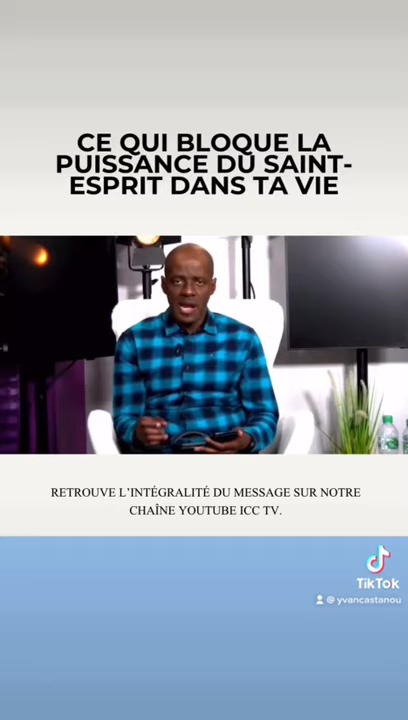 CE QUI BLOQUE LA
PUISSANCE DU SAINT-
ESPRIT DANS TA VIE
RETROUVE L'INTÉGRALITÉ DU MESSAGE SUR NOTRE
CHAÎNE YOUTUBE ICC TV.
TikTok
@yvancastanou